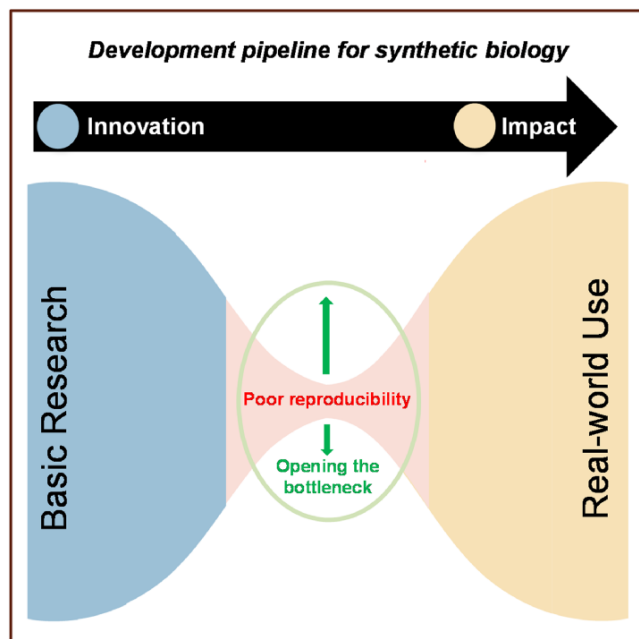 Development pipeline for synthetic biology
Innovation
Impact
Basic Research
Poor reproducibility
Opening the
bottleneck
Real-world Use